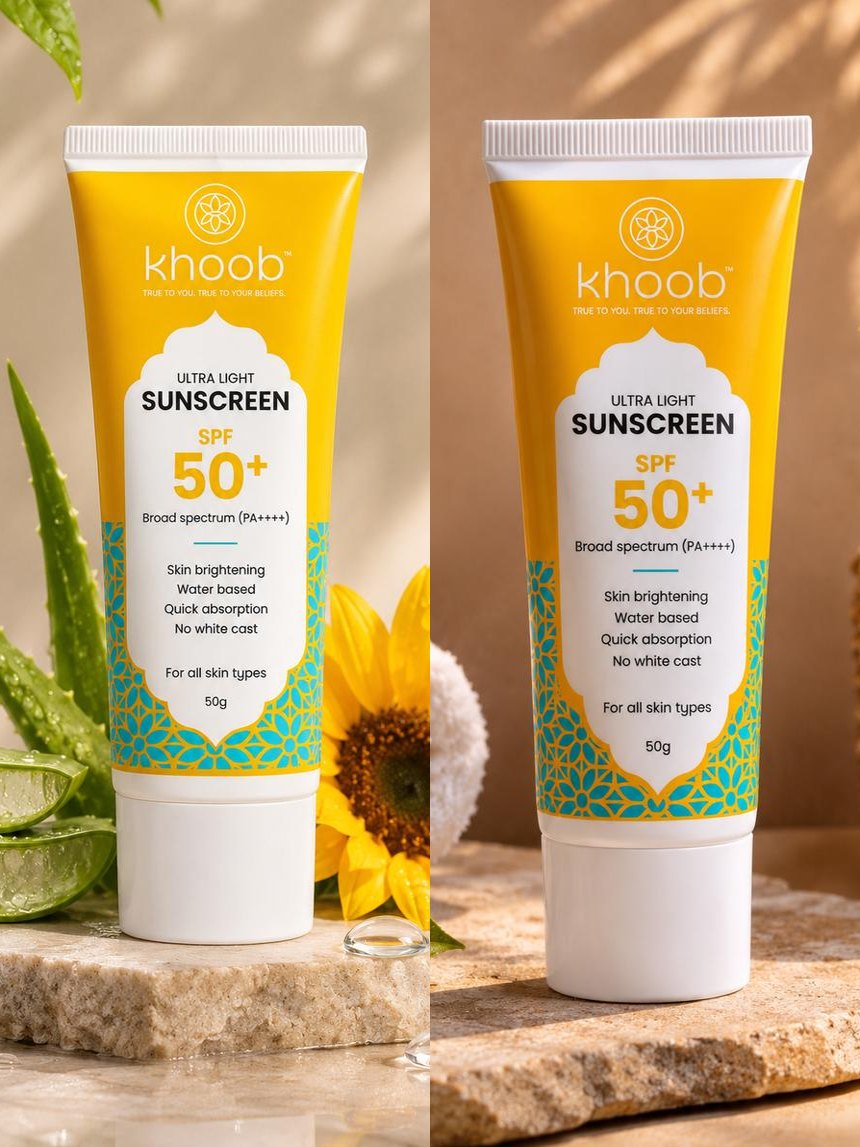 khoob™
TRUE TO YOU. TRUE TO YOUR BELIEFS.
ULTRA LIGHT
SUNSCREEN
SPF
50+
Broad spectrum (PA++++)
Skin brightening
Water based
Quick absorption
No white cast
For all skin types
50g
khoob™
TRUE TO YOU. TRUE TO YOUR BELIEFS.
ULTRA LIGHT
SUNSCREEN
SPF
50+
Broad spectrum (PA++++)
Skin brightening
Water based
Quick absorption
No white cast
For all skin types
50g